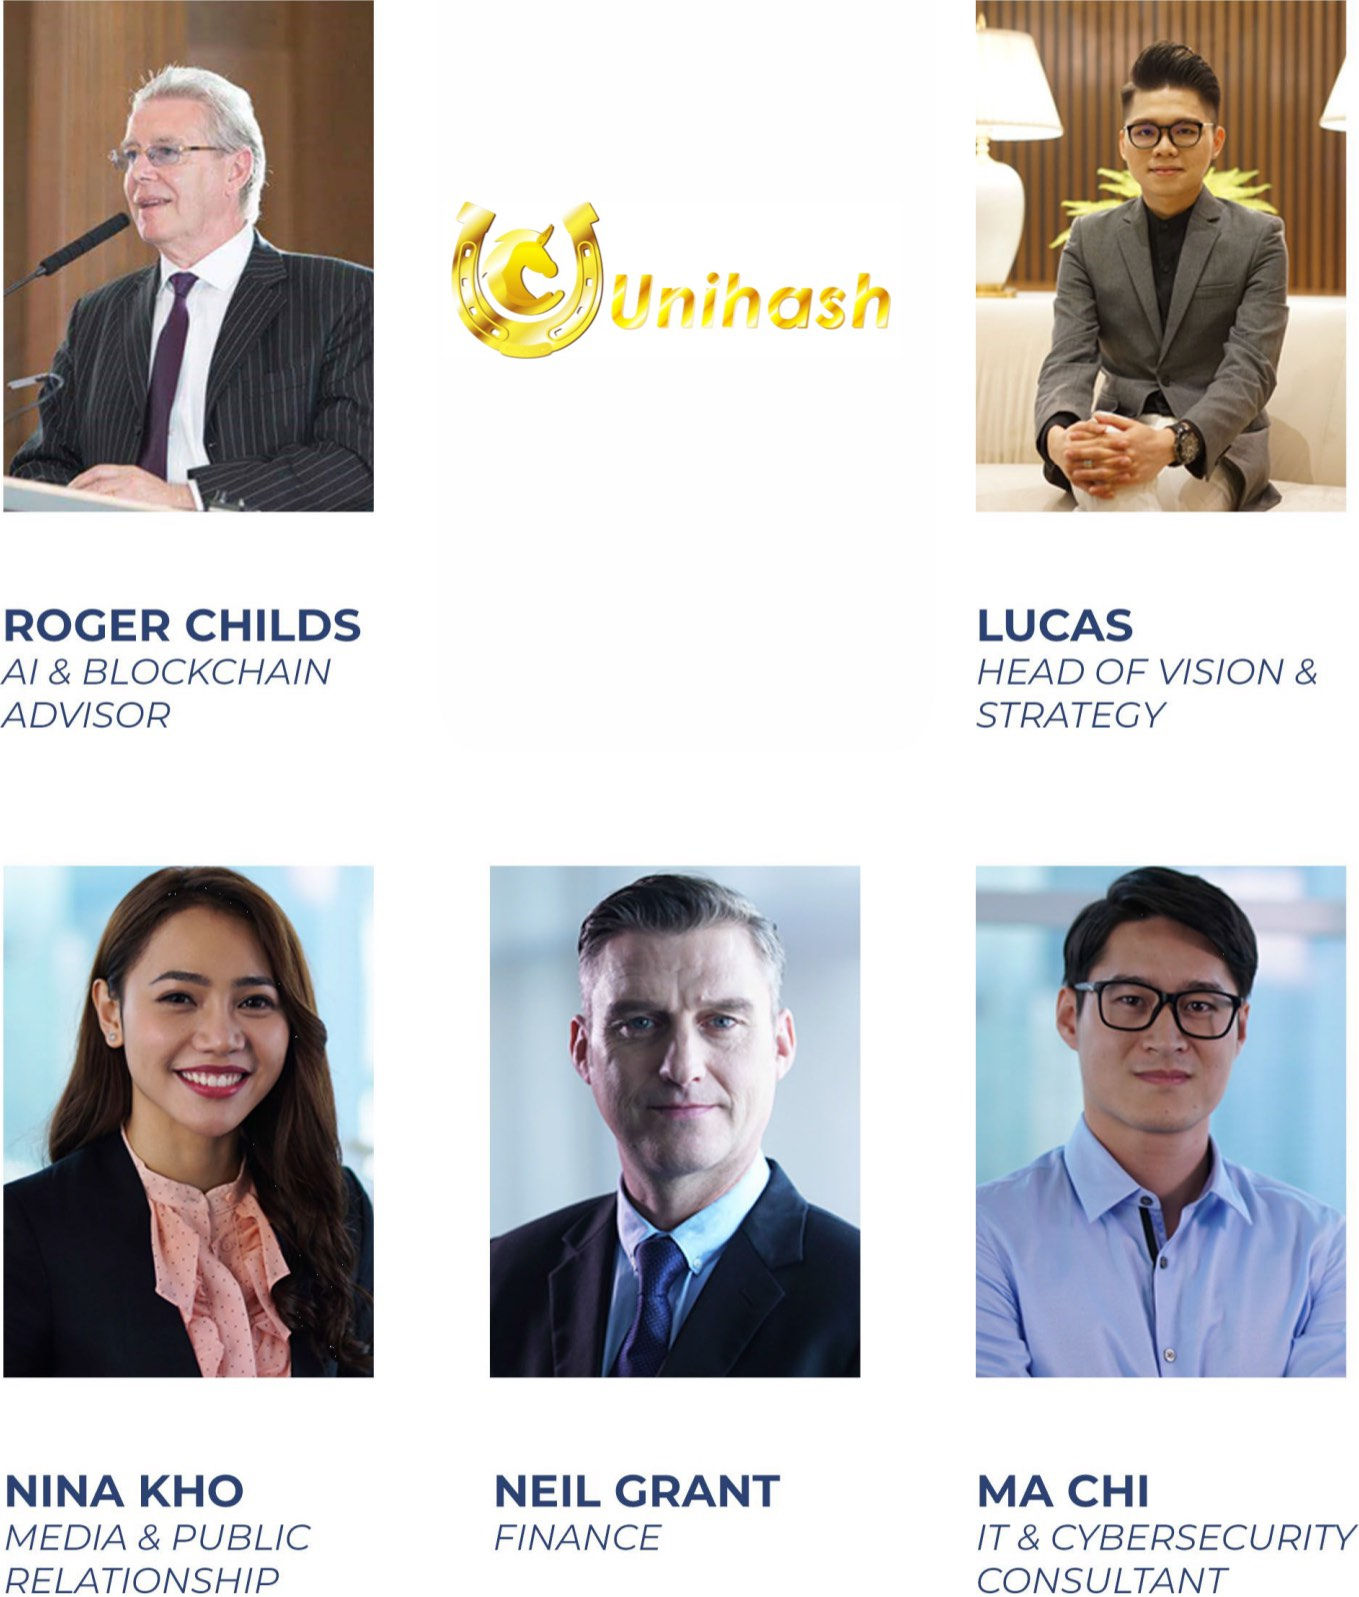 Unihash
ROGER CHILDS
AI & BLOCKCHAIN
ADVISOR
LUCAS
HEAD OF VISION &
STRATEGY
NINA KHO
MEDIA & PUBLIC
RELATIONSHIP
NEIL GRANT
FINANCE
MA CHI
IT & CYBERSECURITY
CONSULTANT